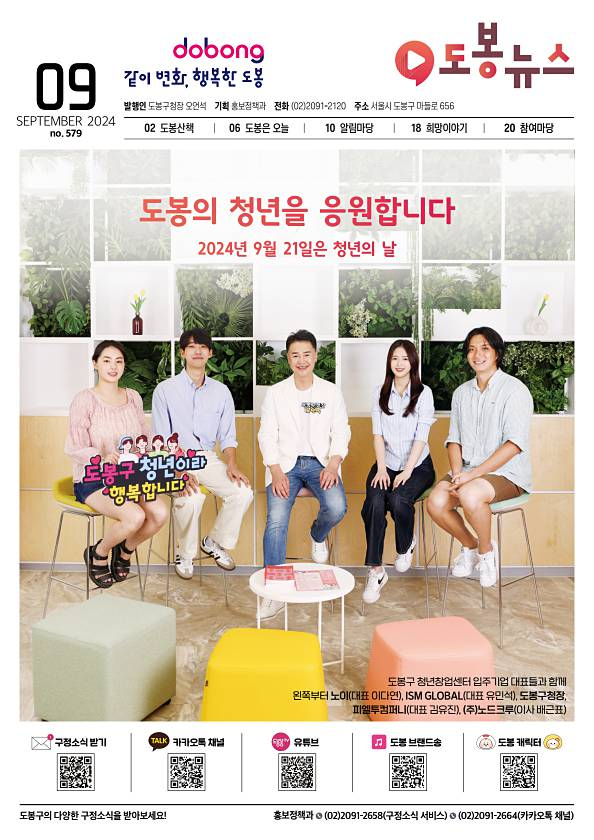 09
SEPTEMBER 2024
no. 579
dobong
같이 변화, 행복한 도봉
도봉뉴스
발행인 도봉구청장 오언석 기획 홍보정책과 전화 (02)2091-2120 주소 서울시 도봉구 마들로 656
02 도봉산책 | 06 도봉은 오늘 | 10 알림마당 | 18 희망이야기 | 20 참여마당
도봉의 청년을 응원합니다
2024년 9월 21일은 청년의 날
도봉구 청년이라
행복합니다
도봉구 청년창업센터 입주기업 대표들과 함께
왼쪽부터 노이(대표 이다연), ISM GLOBAL(대표 유민석), 도봉구청장,
피엘투컴퍼니(대표 김유진), (주)노드크루(이사 배근표)
구정소식 받기
TALK 카카오톡 채널
유튜브
도봉 브랜드송
도봉 캐릭터
도봉구의 다양한 구정소식을 받아보세요!
홍보정책과 (02)2091-2658(구정소식 서비스) (02)2091-2664(카카오톡 채널)